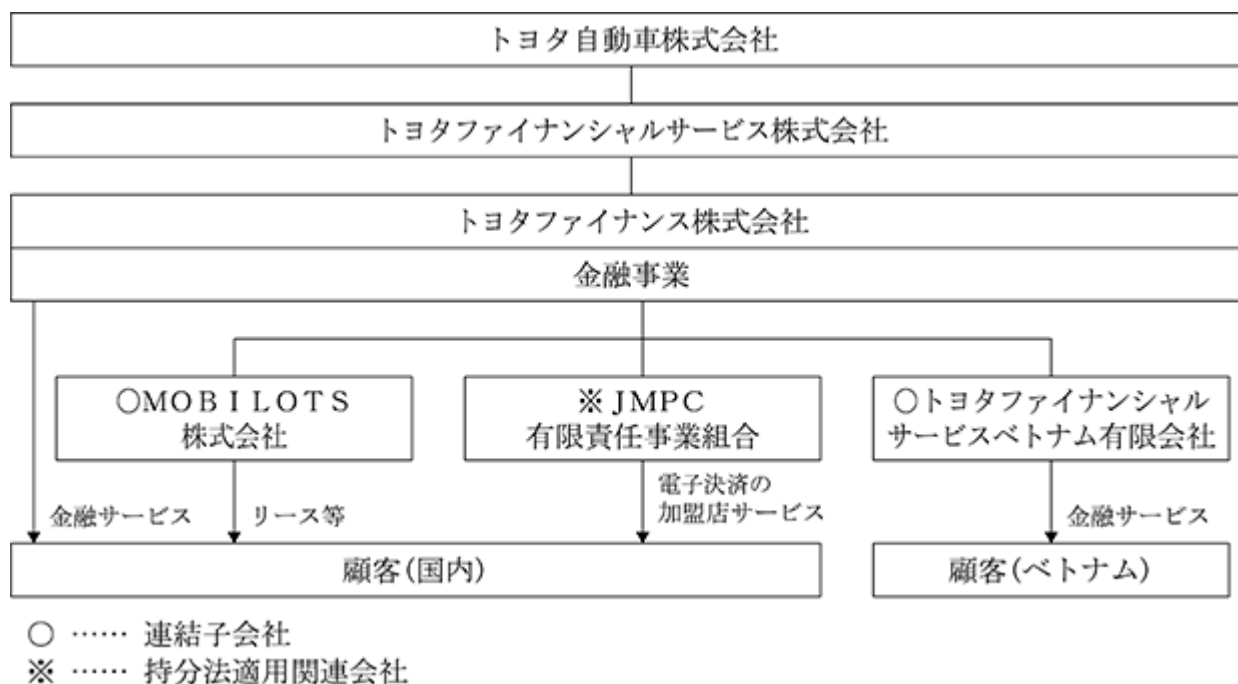 トヨタ自動車株式会社
トヨタファイナンシャルサービス株式会社
トヨタファイナンス株式会社
金融事業
○ＭＯＢＩＬＯＴＳ
株式会社
※ＪＭＰＣ
有限責任事業組合
○トヨタファイナンシャル
サービスベトナム有限会社
金融サービス
リース等
電子決済の
加盟店サービス
金融サービス
顧客(国内)
顧客(ベトナム)
○ …… 連結子会社
※ …… 持分法適用関連会社